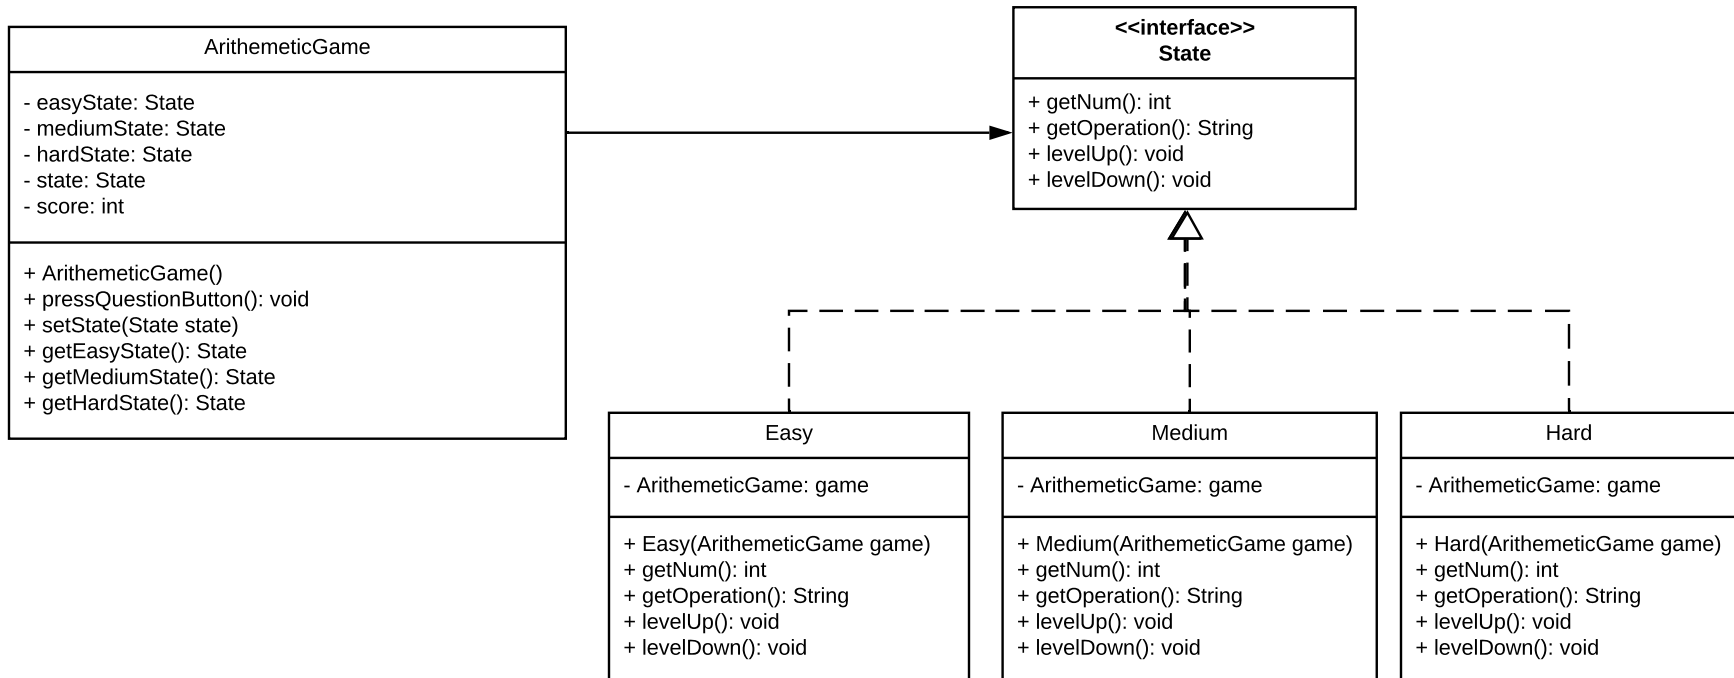 ArithemeticGame
- easyState: State
- mediumState: State
- hardState: State
- state: State
- score: int
+ ArithemeticGame()
+ pressQuestionButton(): void
+ setState(State state)
+ getEasyState(): State
+ getMediumState(): State
+ getHardState(): State
<<interface>>
State
+ getNum(): int
+ getOperation(): String
+ levelUp(): void
+ levelDown(): void
Easy
- ArithemeticGame: game
+ Easy(ArithemeticGame game)
+ getNum(): int
+ getOperation(): String
+ levelUp(): void
+ levelDown(): void
Medium
- ArithemeticGame: game
+ Medium(ArithemeticGame game)
+ getNum(): int
+ getOperation(): String
+ levelUp(): void
+ levelDown(): void
Hard
- ArithemeticGame: game
+ Hard(ArithemeticGame game)
+ getNum(): int
+ getOperation(): String
+ levelUp(): void
+ levelDown(): void